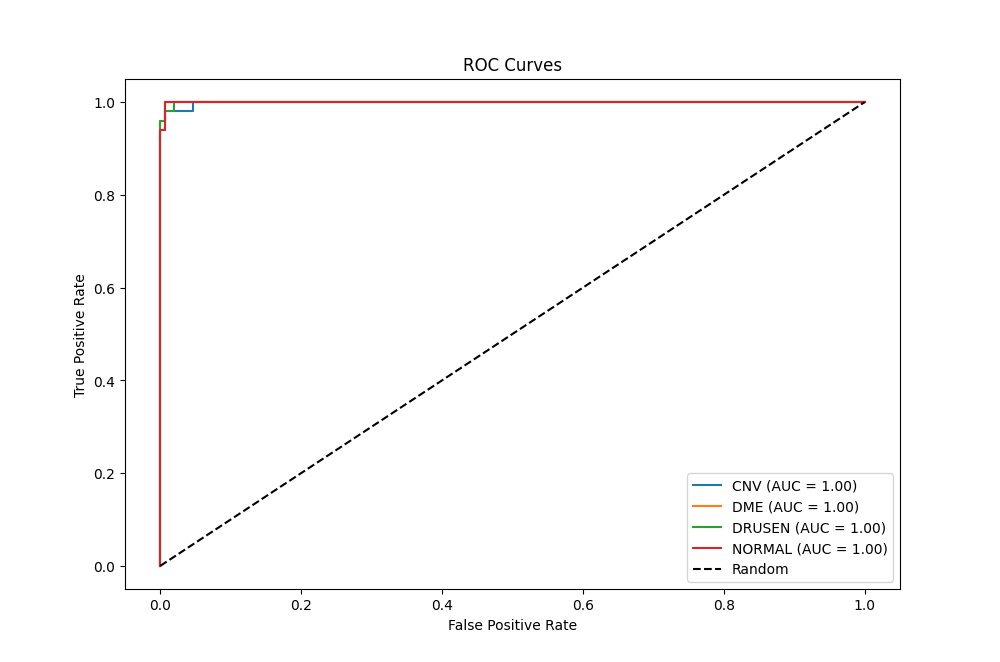 ROC Curves
True Positive Rate
1.0
0.8
0.6
0.4
0.2
0.0
0.0 0.2 0.4 0.6 0.8 1.0
False Positive Rate
CNV (AUC = 1.00)
DME (AUC = 1.00)
DRUSEN (AUC = 1.00)
NORMAL (AUC = 1.00)
Random